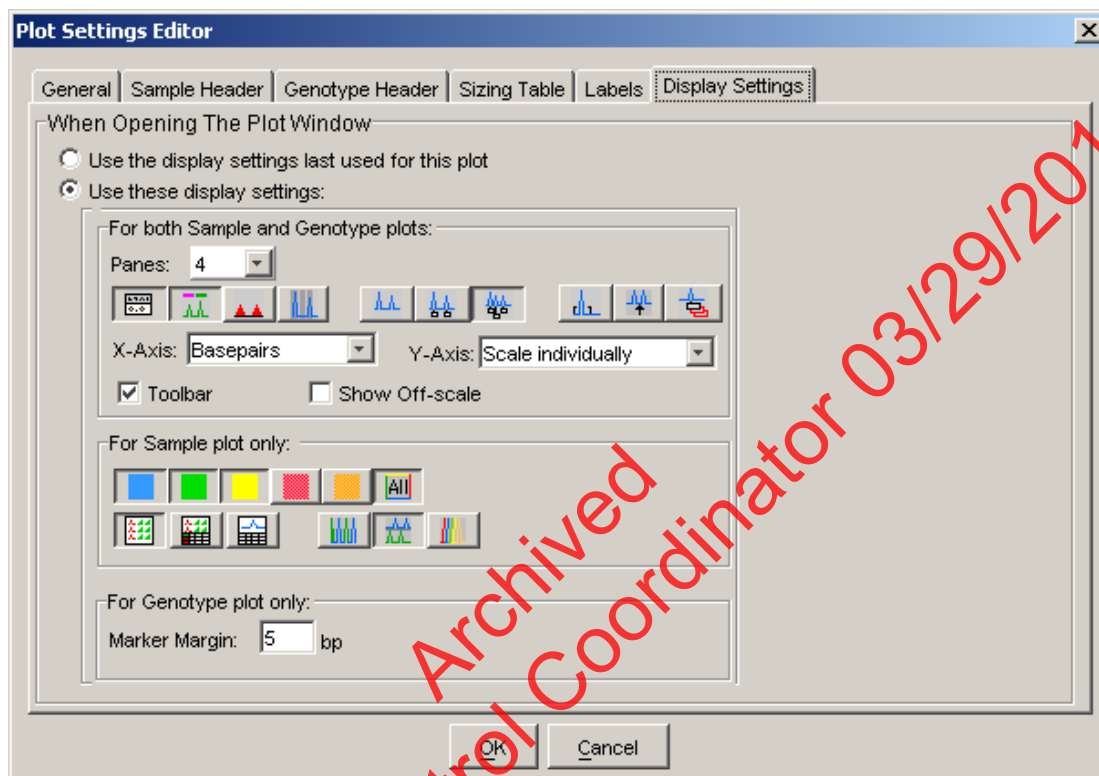 Plot Settings Editor
General Sample Header Genotype Header Sizing Table Labels Display Settings
When Opening The Plot Window
Use the display settings last used for this plot
Use these display settings:
For both Sample and Genotype plots:
Panes: 4
X-Axis: Basepairs Y-Axis: Scale individually
Toolbar Show Off-scale
For Sample plot only:
All
For Genotype plot only:
Marker Margin: 5 bp
OK Cancel
Archived
Coordinator 03/29/201